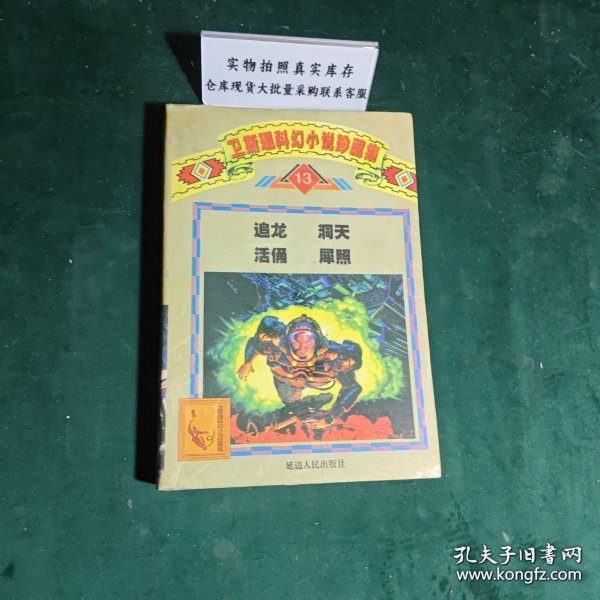 实物拍照真实库存
仓库现货大批量采购联系客服
卫斯理科幻小说珍藏集
13
追龙 洞天
活俑 犀照
延边人民出版社
孔夫子旧书网
www.kongfz.com